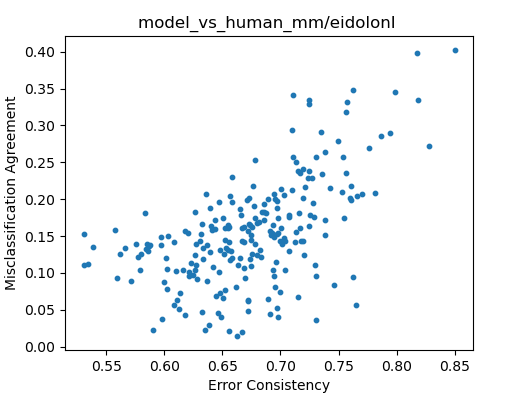 model_vs_human_mm/eidolonI
0.40
0.35
0.30
0.25
0.20
0.15
0.10
0.05
0.00
Misclassification Agreement
0.55 0.60 0.65 0.70 0.75 0.80 0.85
Error Consistency